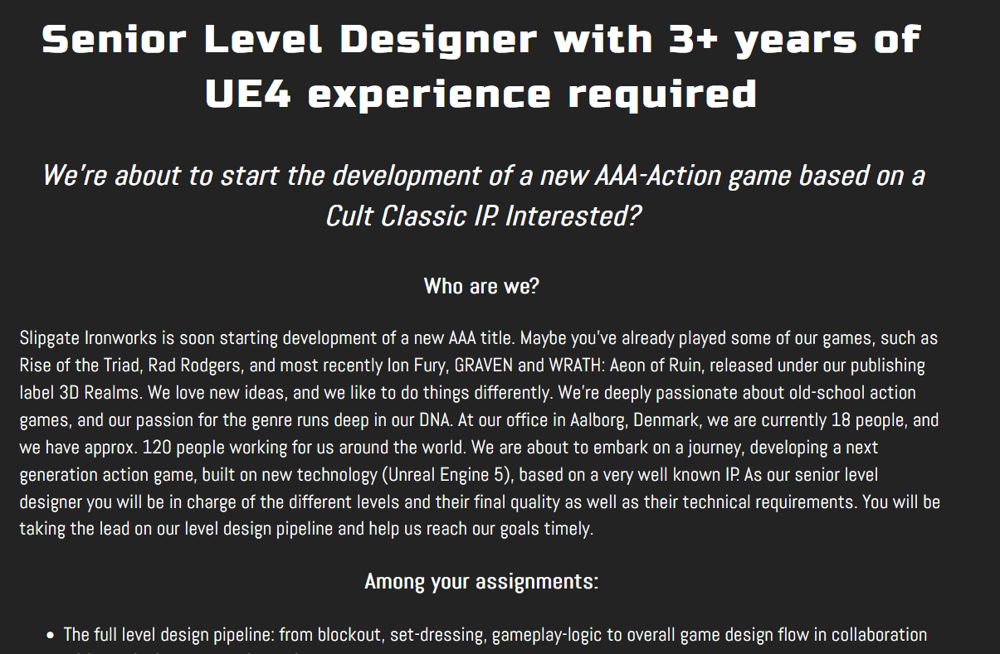 Senior Level Designer with 3+ years of
UE4 experience required
We're about to start the development of a new AAA-Action game based on a
Cult Classic IP. Interested?
Who are we?
Slipgate Ironworks is soon starting development of a new AAA title. Maybe you've already played some of our games, such as
Rise of the Triad, Rad Rodgers, and most recently Ion Fury, GRAVEN and WRATH: Aeon of Ruin, released under our publishing
label 3D Realms. We love new ideas, and we like to do things differently. We're deeply passionate about old-school action
games, and our passion for the genre runs deep in our DNA. At our office in Aalborg, Denmark, we are currently 18 people, and
we have approx. 120 people working for us around the world. We are about to embark on a journey, developing a next
generation action game, built on new technology (Unreal Engine 5), based on a very well known IP. As our senior level
designer you will be in charge of the different levels and their final quality as well as their technical requirements. You will be
taking the lead on our level design pipeline and help us reach our goals timely.
Among your assignments:
• The full level design pipeline: from blockout, set-dressing, gameplay-logic to overall game design flow in collaboration